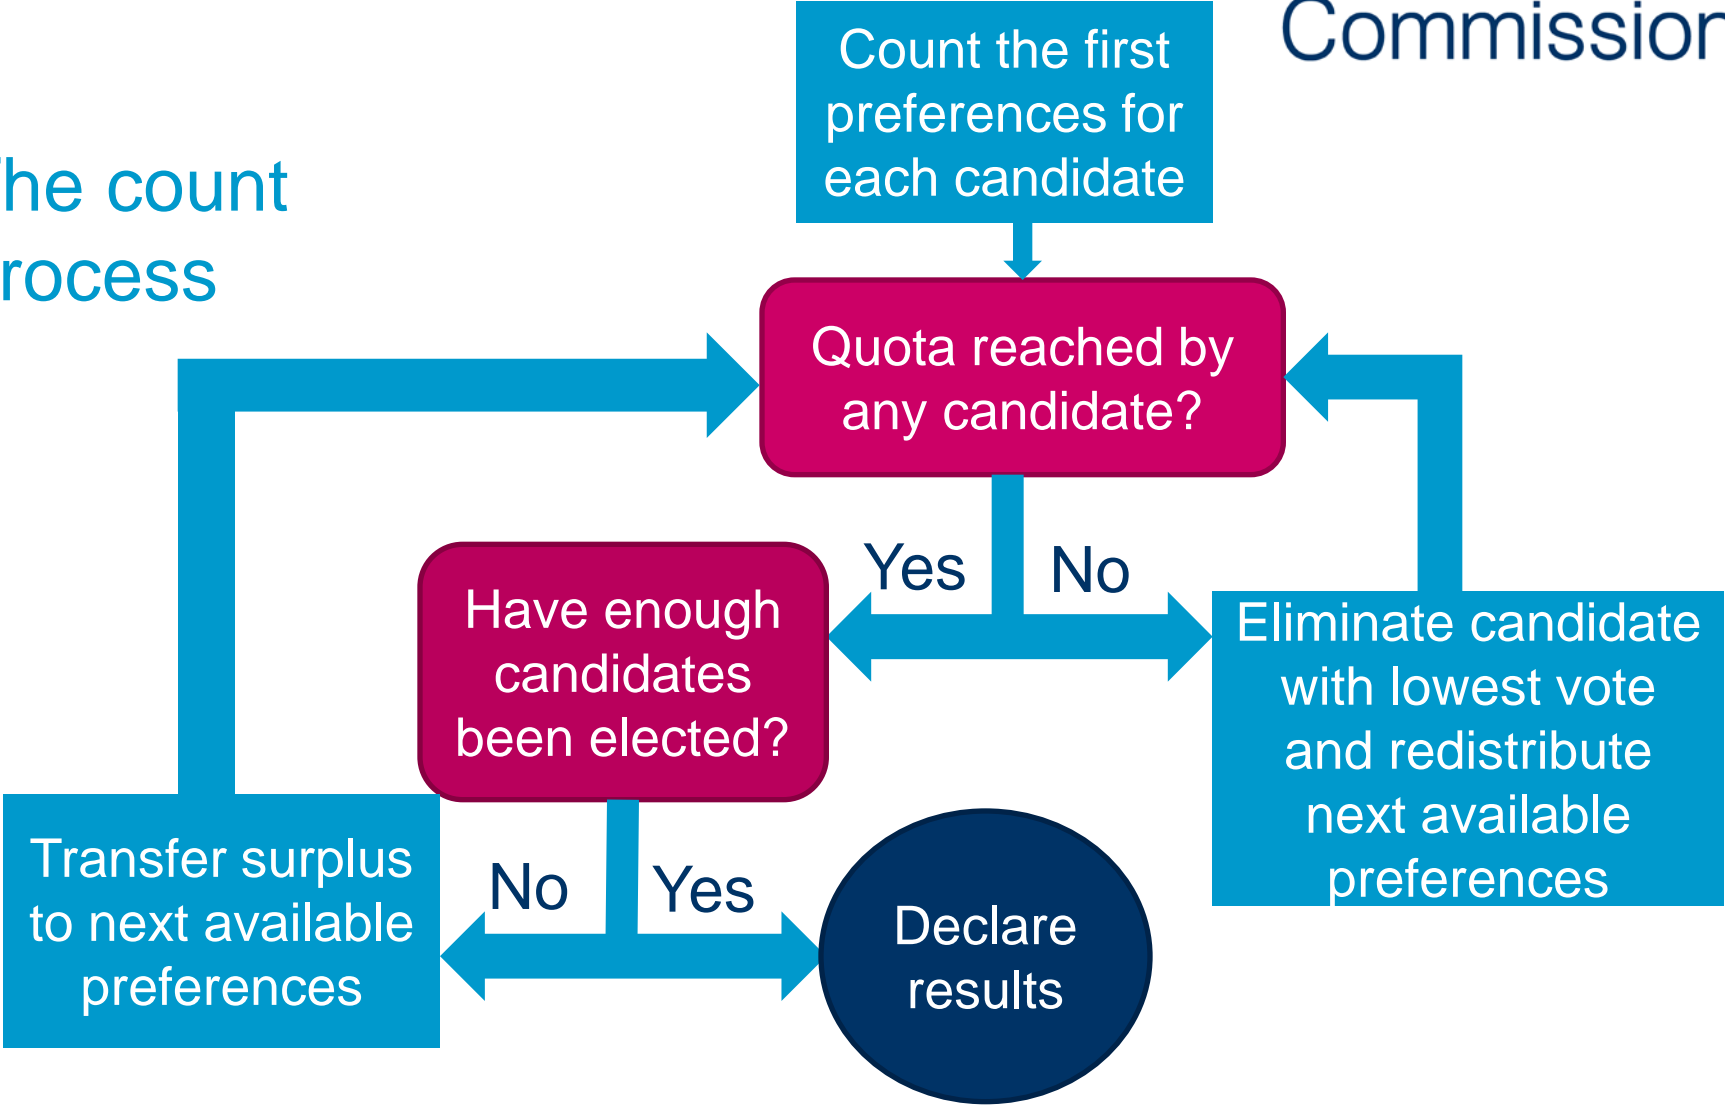 Commission
The count
process
Count the first
preferences for
each candidate
Quota reached by
any candidate?
Yes
No
Have enough
candidates
been elected?
Eliminate candidate
with lowest vote
and redistribute
next available
preferences
Transfer surplus
to next available
preferences
No
Yes
Declare
results